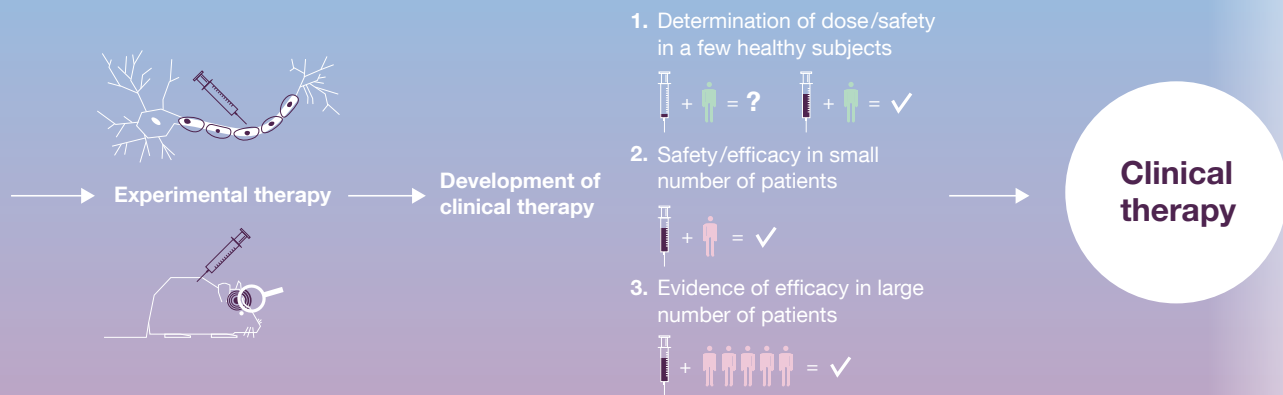 Experimental therapy
Development of
clinical therapy
1. Determination of dose/safety
in a few healthy subjects
+ = ? + =
2. Safety/efficacy in small
number of patients
+ =
3. Evidence of efficacy in large
number of patients
+ =
Clinical
therapy